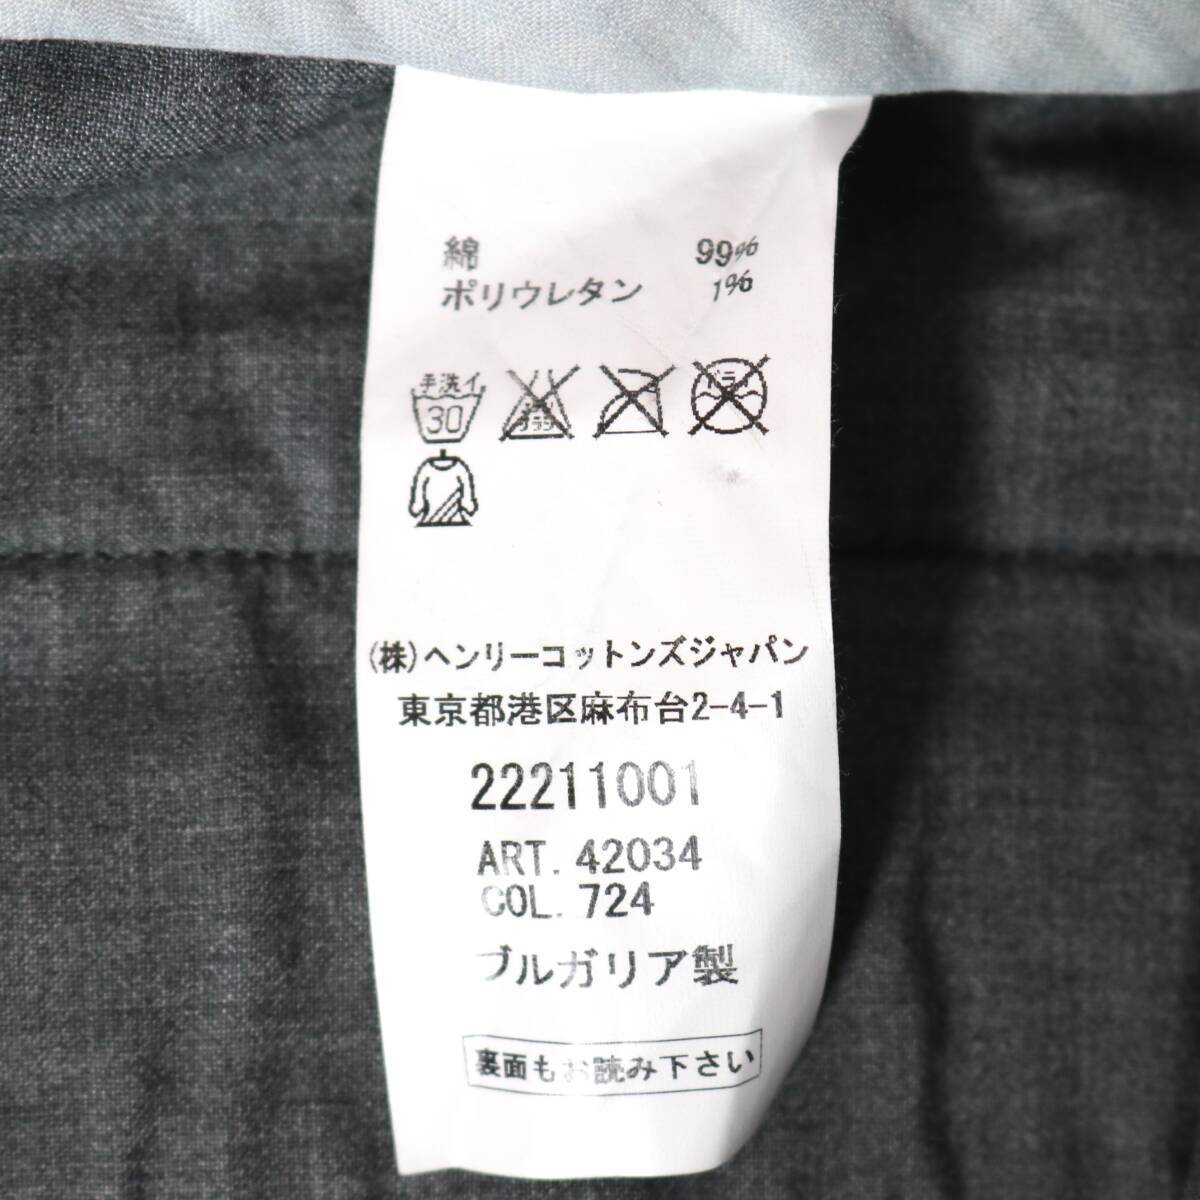 綿 99%
ポリウレタン 1%
手洗イ 30 ドライ
(株)ヘンリーコットンズジャパン
東京都港区麻布台2-4-1
22211001
ART. 42034
COL. 724
ブルガリア製
裏面もお読み下さい